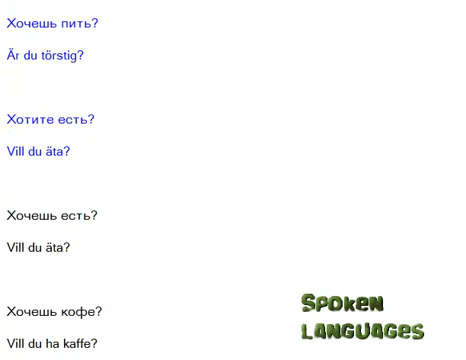 Хочешь пить?
Är du törstig?
Хотите есть?
Vill du äta?
Хочешь есть?
Vill du äta?
Хочешь кофе?
Vill du ha kaffe?
Spoken
Languages